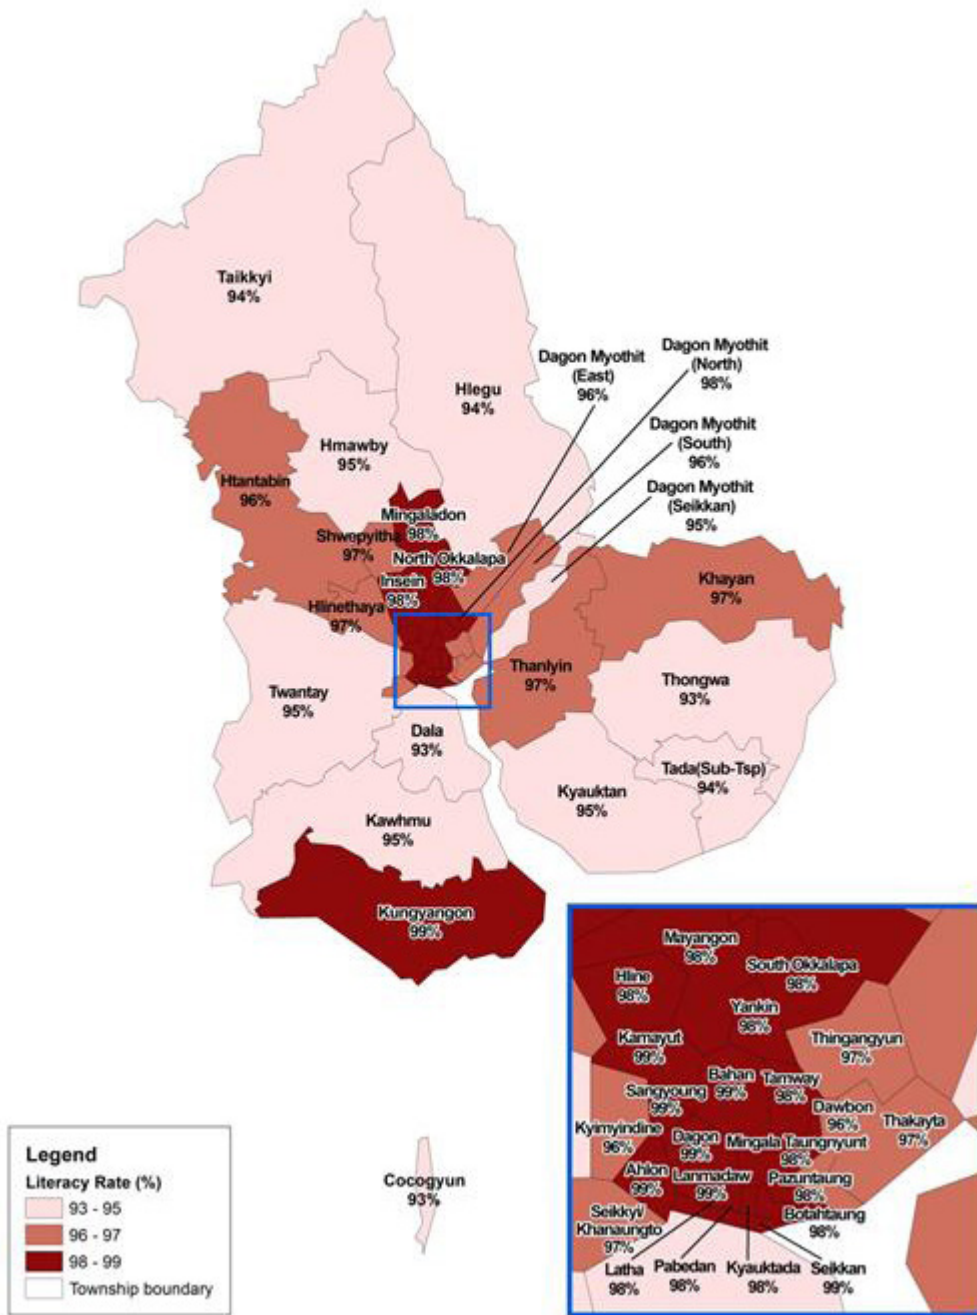 Taikkyi
94%
Hlegu
94%
Dagon Myothit
(East)
96%
Dagon Myothit
(North)
98%
Dagon Myothit
(South)
96%
Dagon Myothit
(Seikkan)
95%
Hmawby
95%
Htantabin
96%
Mingaladon
98%
Shwepyitha
97%
North Okkalapa
98%
Insein
98%
Hlinethaya
97%
Khayan
97%
Thanlyin
97%
Thongwa
93%
Twantay
95%
Dala
93%
Tada(Sub-Tsp)
94%
Kyauktan
95%
Kawhmu
95%
Kungyangon
99%
Cocogyun
93%
Mayangon
98%
South Okkalapa
98%
Hline
98%
Yankin
98%
Kamayut
99%
Thingangyun
97%
Bahan
99%
Tamway
98%
Sangyoung
99%
Dawbon
96%
Thakayta
97%
Kyimyindine
96%
Dagon
99%
Mingala Taungnyunt
98%
Ahlon
99%
Lanmadaw
99%
Pazuntaung
98%
Botahtaung
98%
Seikkyi/
Khanaungto
97%
Latha
98%
Pabedan
98%
Kyauktada
98%
Seikkan
99%
Legend
Literacy Rate (%)
93 - 95
96 - 97
98 - 99
Township boundary